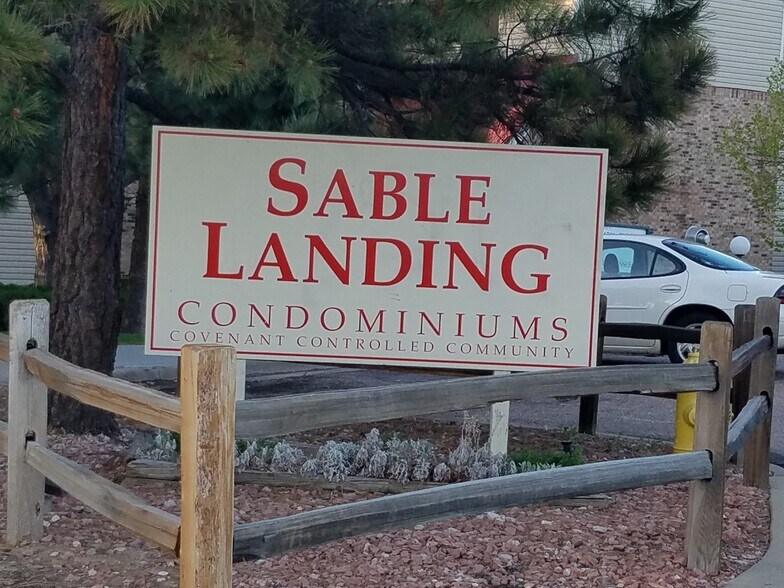 SABLE
LANDING
CONDOMINIUMS
COVENANT CONTROLLED COMMUNITY